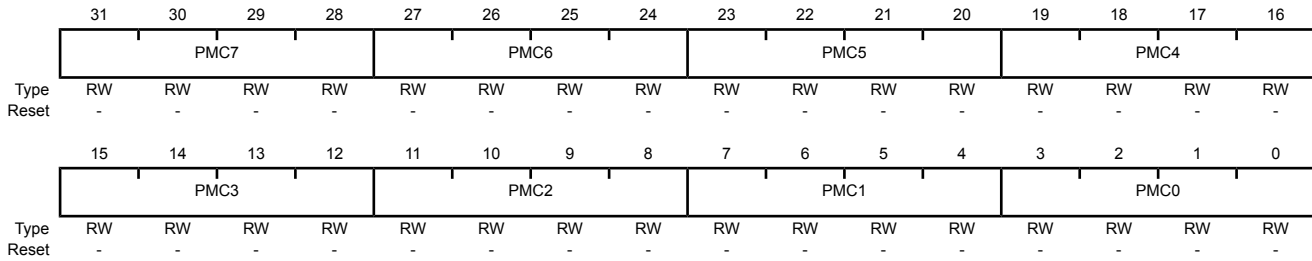 31 30 29 28 27 26 25 24 23 22 21 20 19 18 17 16
PMC7 PMC6 PMC5 PMC4
Type RW RW RW RW RW RW RW RW RW RW RW RW RW RW RW RW
Reset - - - - - - - - - - - - - - - -
15 14 13 12 11 10 9 8 7 6 5 4 3 2 1 0
PMC3 PMC2 PMC1 PMC0
Type RW RW RW RW RW RW RW RW RW RW RW RW RW RW RW RW
Reset - - - - - - - - - - - - - - - -